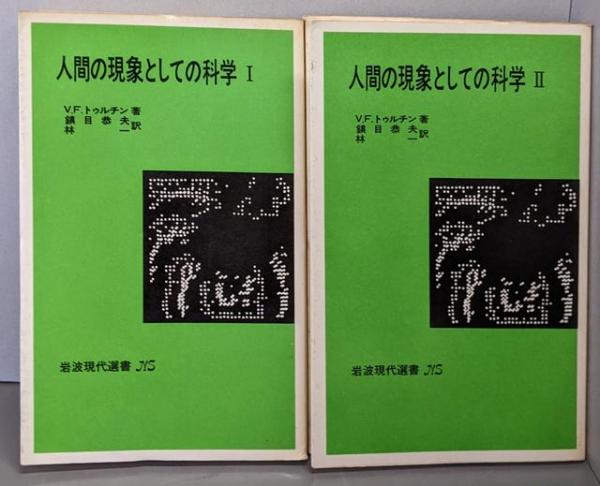 人間の現象としての科学 I
V.F.トゥルチン 著
鎮目恭夫
林 一 訳
岩波現代選書 NS
人間の現象としての科学 II
V.F.トゥルチン 著
鎮目恭夫
林 一 訳
岩波現代選書 NS